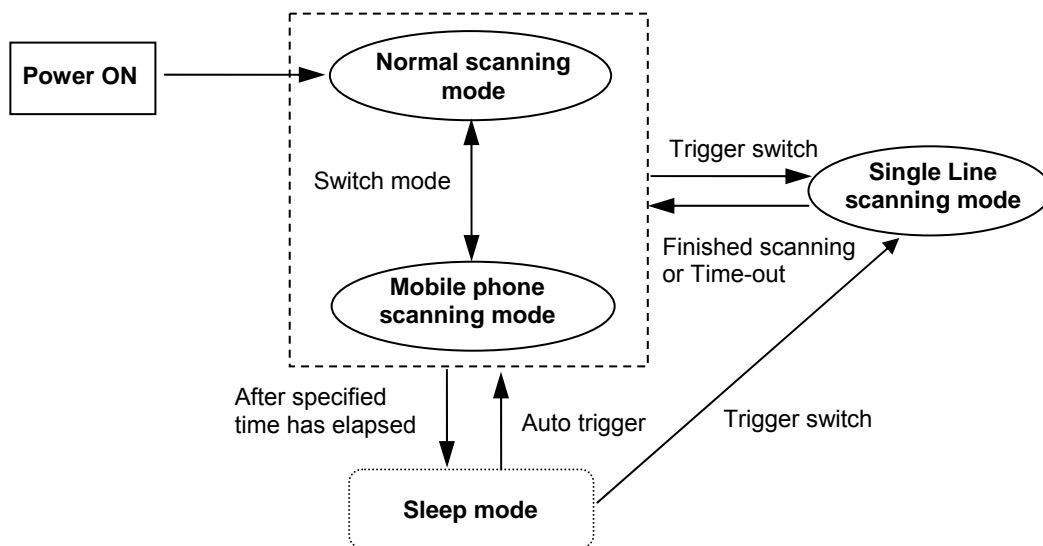 Power ON
Normal scanning
mode
Switch mode
Mobile phone
scanning mode
Trigger switch
Single Line
scanning mode
Finished scanning
or Time-out
After specified
time has elapsed
Auto trigger
Trigger switch
Sleep mode